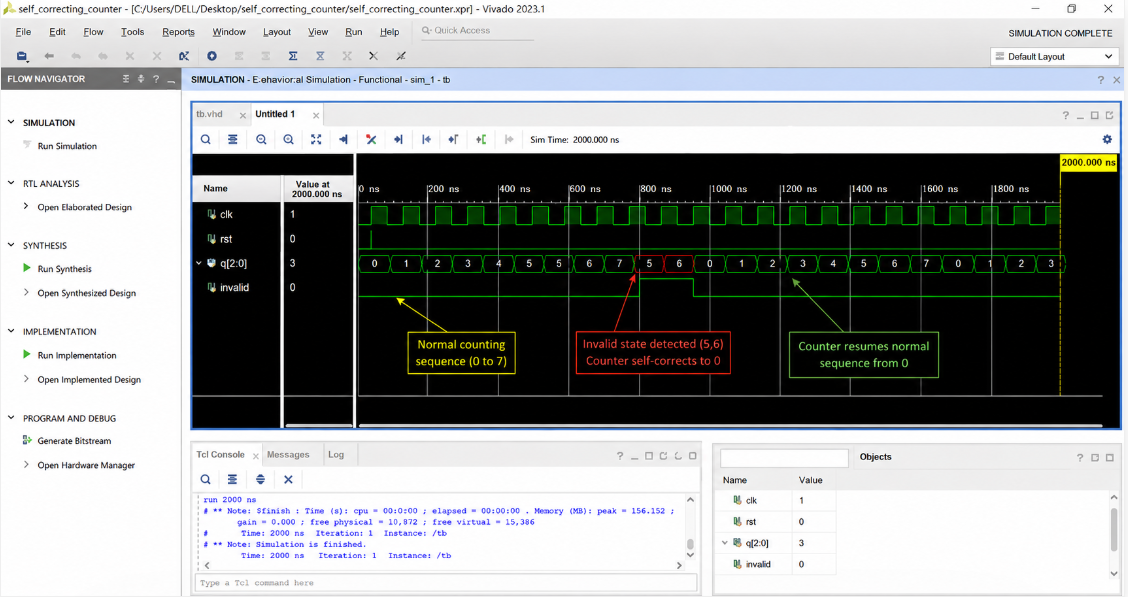 self_correcting_counter - [C:/Users/DELL/Desktop/self_correcting_counter/self_correcting_counter.xpr] - Vivado 2023.1
File Edit Flow Tools Reports Window Layout View Run Help Quick Access
SIMULATION COMPLETE
Default Layout
FLOW NAVIGATOR
SIMULATION - E.ehavior:al Simulation - Functional - sim_1 - tb
SIMULATION
Run Simulation
RTL ANALYSIS
Open Elaborated Design
SYNTHESIS
Run Synthesis
Open Synthesized Design
IMPLEMENTATION
Run Implementation
Open Implemented Design
PROGRAM AND DEBUG
Generate Bitstream
Open Hardware Manager
tb.vhd Untitled 1
Sim Time: 2000.000 ns
2000.000 ns
Name Value at
2000.000 ns
0 ns 200 ns 400 ns 600 ns 800 ns 1000 ns 1200 ns 1400 ns 1600 ns 1800 ns
clk 1
rst 0
q[2:0] 3 0 1 2 3 4 5 5 6 7 5 6 0 1 2 3 4 5 6 7 0 1 2 3
invalid 0
Normal counting
sequence (0 to 7)
Invalid state detected (5,6)
Counter self-corrects to 0
Counter resumes normal
sequence from 0
Tcl Console Messages Log
run 2000 ns
# ** Note: $finish : Time (s): cpu = 00:0:00 ; elapsed = 00:00:00 . Memory (MB): peak = 156.152 ;
gain = 0.000 ; free physical = 10,872 ; free virtual = 15,386
# Time: 2000 ns Iteration: 1 Instance: /tb
# ** Note: Simulation is finished.
Time: 2000 ns Iteration: 1 Instance: /tb
Type a Tcl command here
Objects
Name Value
clk 1
rst 0
q[2:0] 3
invalid 0